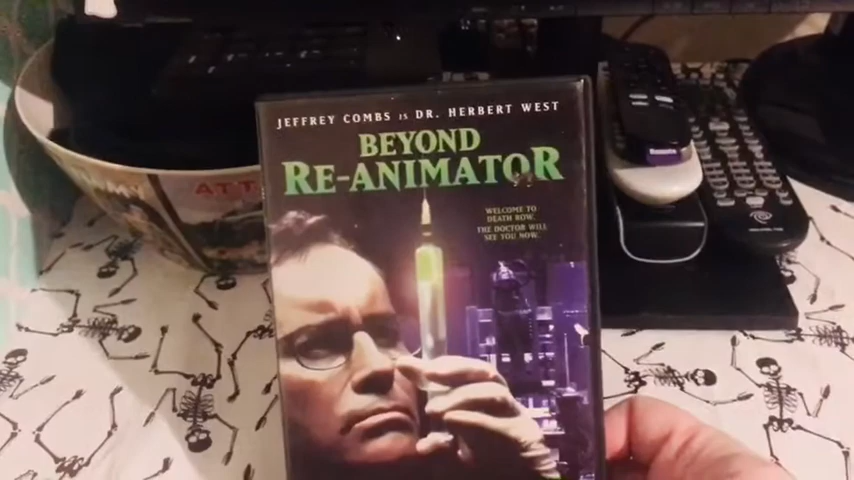 JEFFREY COMBS IS DR. HERBERT WEST
BEYOND
RE-ANIMATOR
WELCOME TO
DEATH ROW.
THE DOCTOR WILL
SEE YOU NOW.
ATT